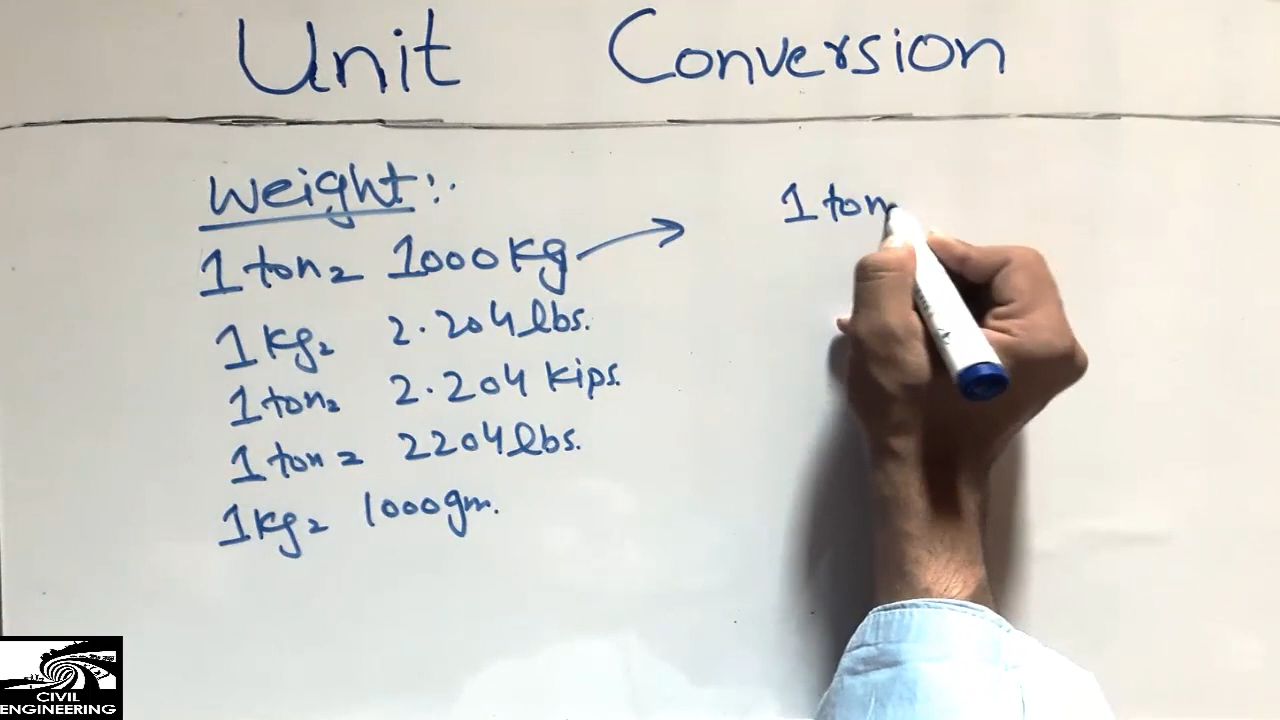 Unit Conversion
Weight:-
1 ton = 1000 kg
1 kg = 2.204 lbs.
1 ton = 2.204 kips.
1 ton = 2204 lbs.
1 kg = 1000 gm.
1 ton
CIVIL
ENGINEERING